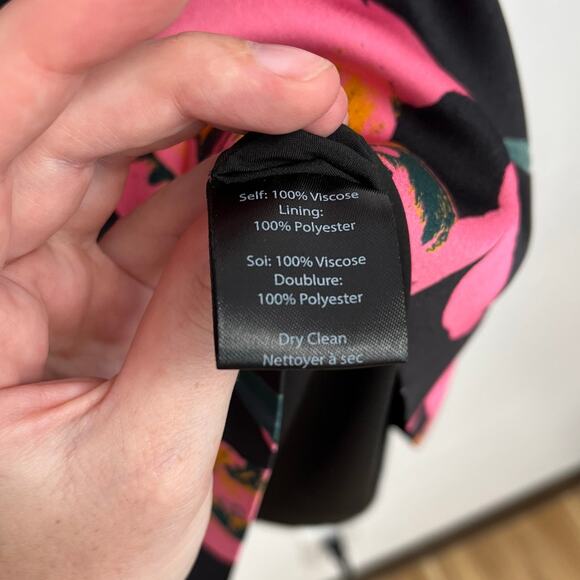 Self: 100% Viscose
Lining:
100% Polyester
Soi: 100% Viscose
Doublure:
100% Polyester
Dry Clean
Nettoyer à sec